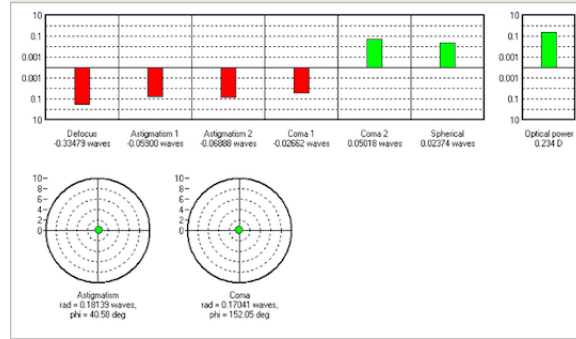 10
0.1
0.001
0.001
0.1
10
10
0.1
0.001
0.001
0.1
10
Defocus
-0.33479 waves
Astigmatism 1
-0.05900 waves
Astigmatism 2
-0.06888 waves
Coma 1
-0.02662 waves
Coma 2
0.05018 waves
Spherical
0.02374 waves
Optical power
0.234 D
10
8
6
4
2
0
10
8
6
4
2
0
Astigmatism
rad = 0.18139 waves,
phi = 40.58 deg
Coma
rad = 0.17041 waves,
phi = 152.05 deg